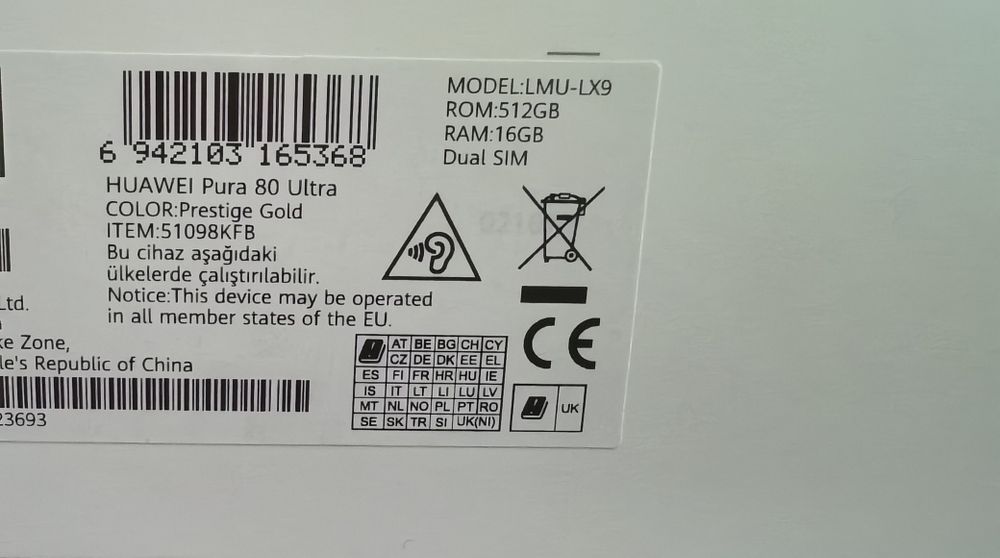 6 942103 165368
HUAWEI Pura 80 Ultra
COLOR:Prestige Gold
ITEM:51098KFB
Bu cihaz aşağıdaki
ülkelerde çalıştırılabilir.
Notice:This device may be operated
in all member states of the EU.
MODEL:LMU-LX9
ROM:512GB
RAM:16GB
Dual SIM
CE
AT BE BG CH CY
CZ DE DK EE EL
ES FI FR HR HU IE
IS IT LT LI LU LV
MT NL NO PL PT RO
SE SK TR SI UK(NI)
UK
Ltd.
ke Zone,
le's Republic of China
23693